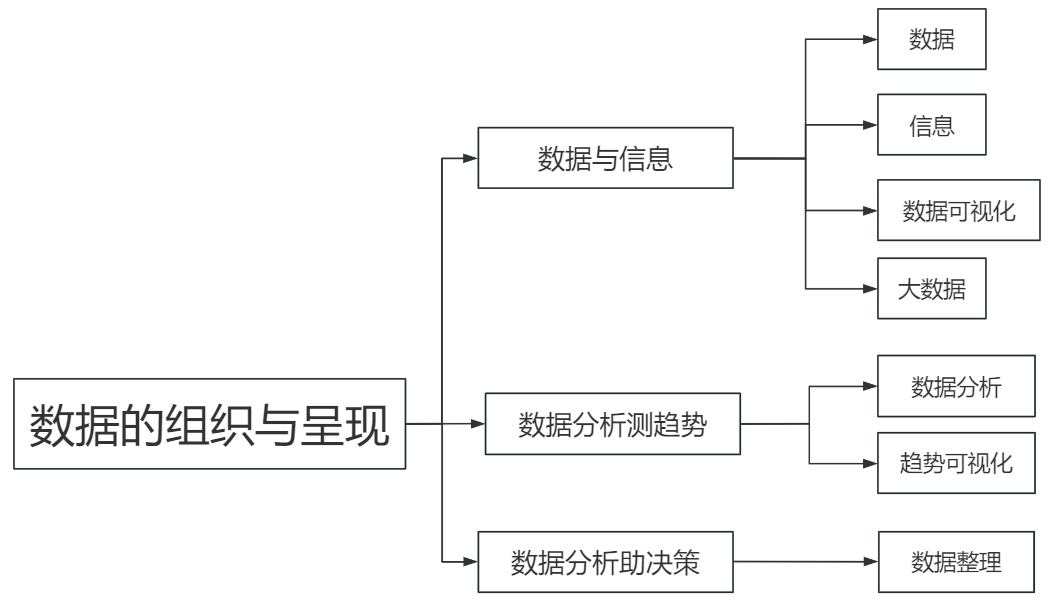 数据的组织与呈现
数据与信息
数据
信息
数据可视化
大数据
数据分析测趋势
数据分析
趋势可视化
数据分析助决策
数据整理